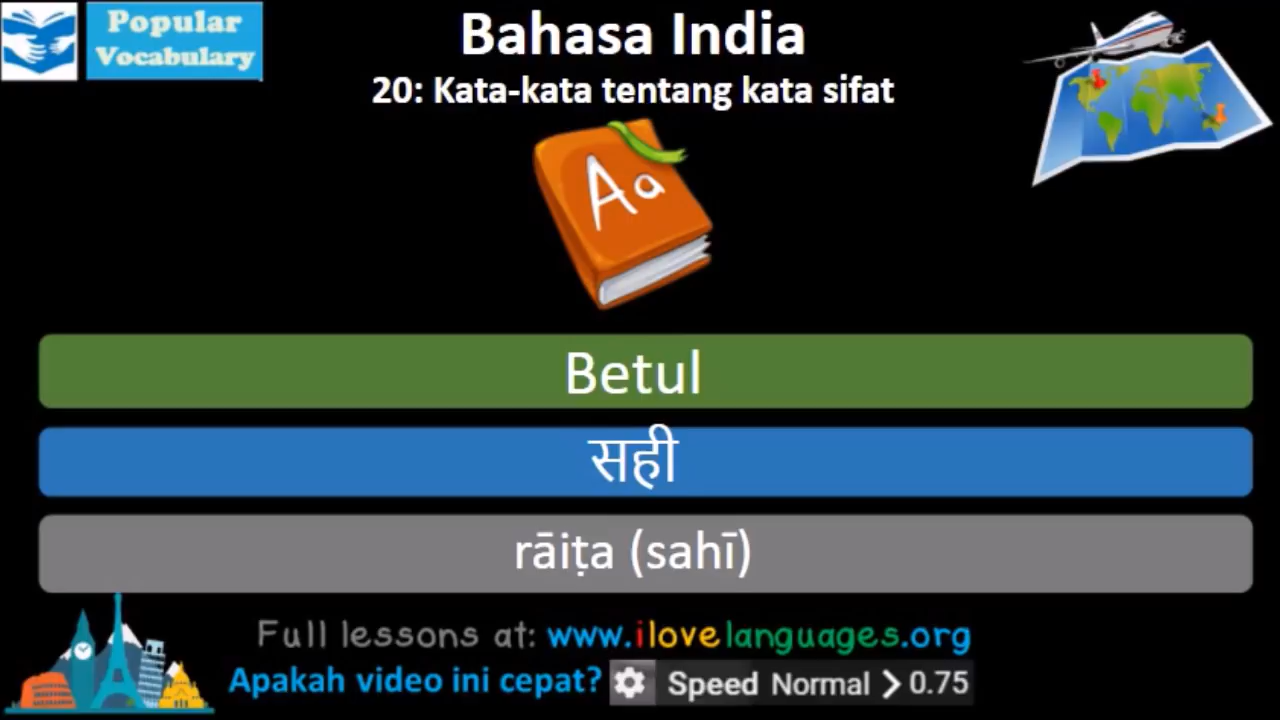 Popular
Vocabulary
Bahasa India
20: Kata-kata tentang kata sifat
Aa
Betul
सही
rāiṭa (sahī)
Full lessons at: www.ilovelanguages.org
Apakah video ini cepat? Speed Normal > 0.75